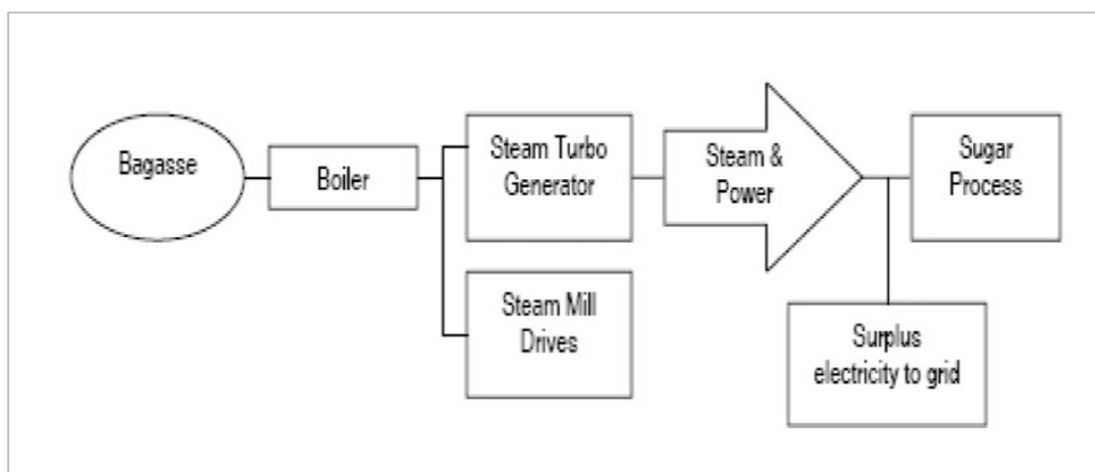 Bagasse
Boiler
Steam Turbo
Generator
Steam Mill
Drives
Steam &
Power
Sugar
Process
Surplus
electricity to grid